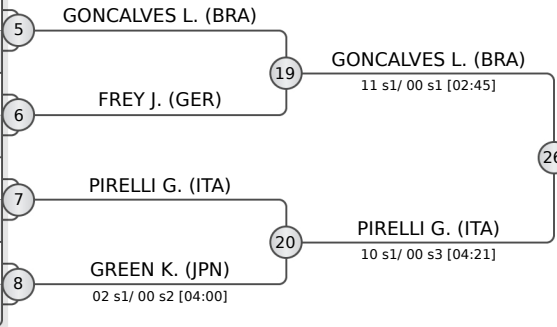 GONCALVES L. (BRA)
5
19
GONCALVES L. (BRA)
11 s1/ 00 s1 [02:45]
FREY J. (GER)
6
26
PIRELLI G. (ITA)
7
20
PIRELLI G. (ITA)
10 s1/ 00 s3 [04:21]
GREEN K. (JPN)
8
02 s1/ 00 s2 [04:00]